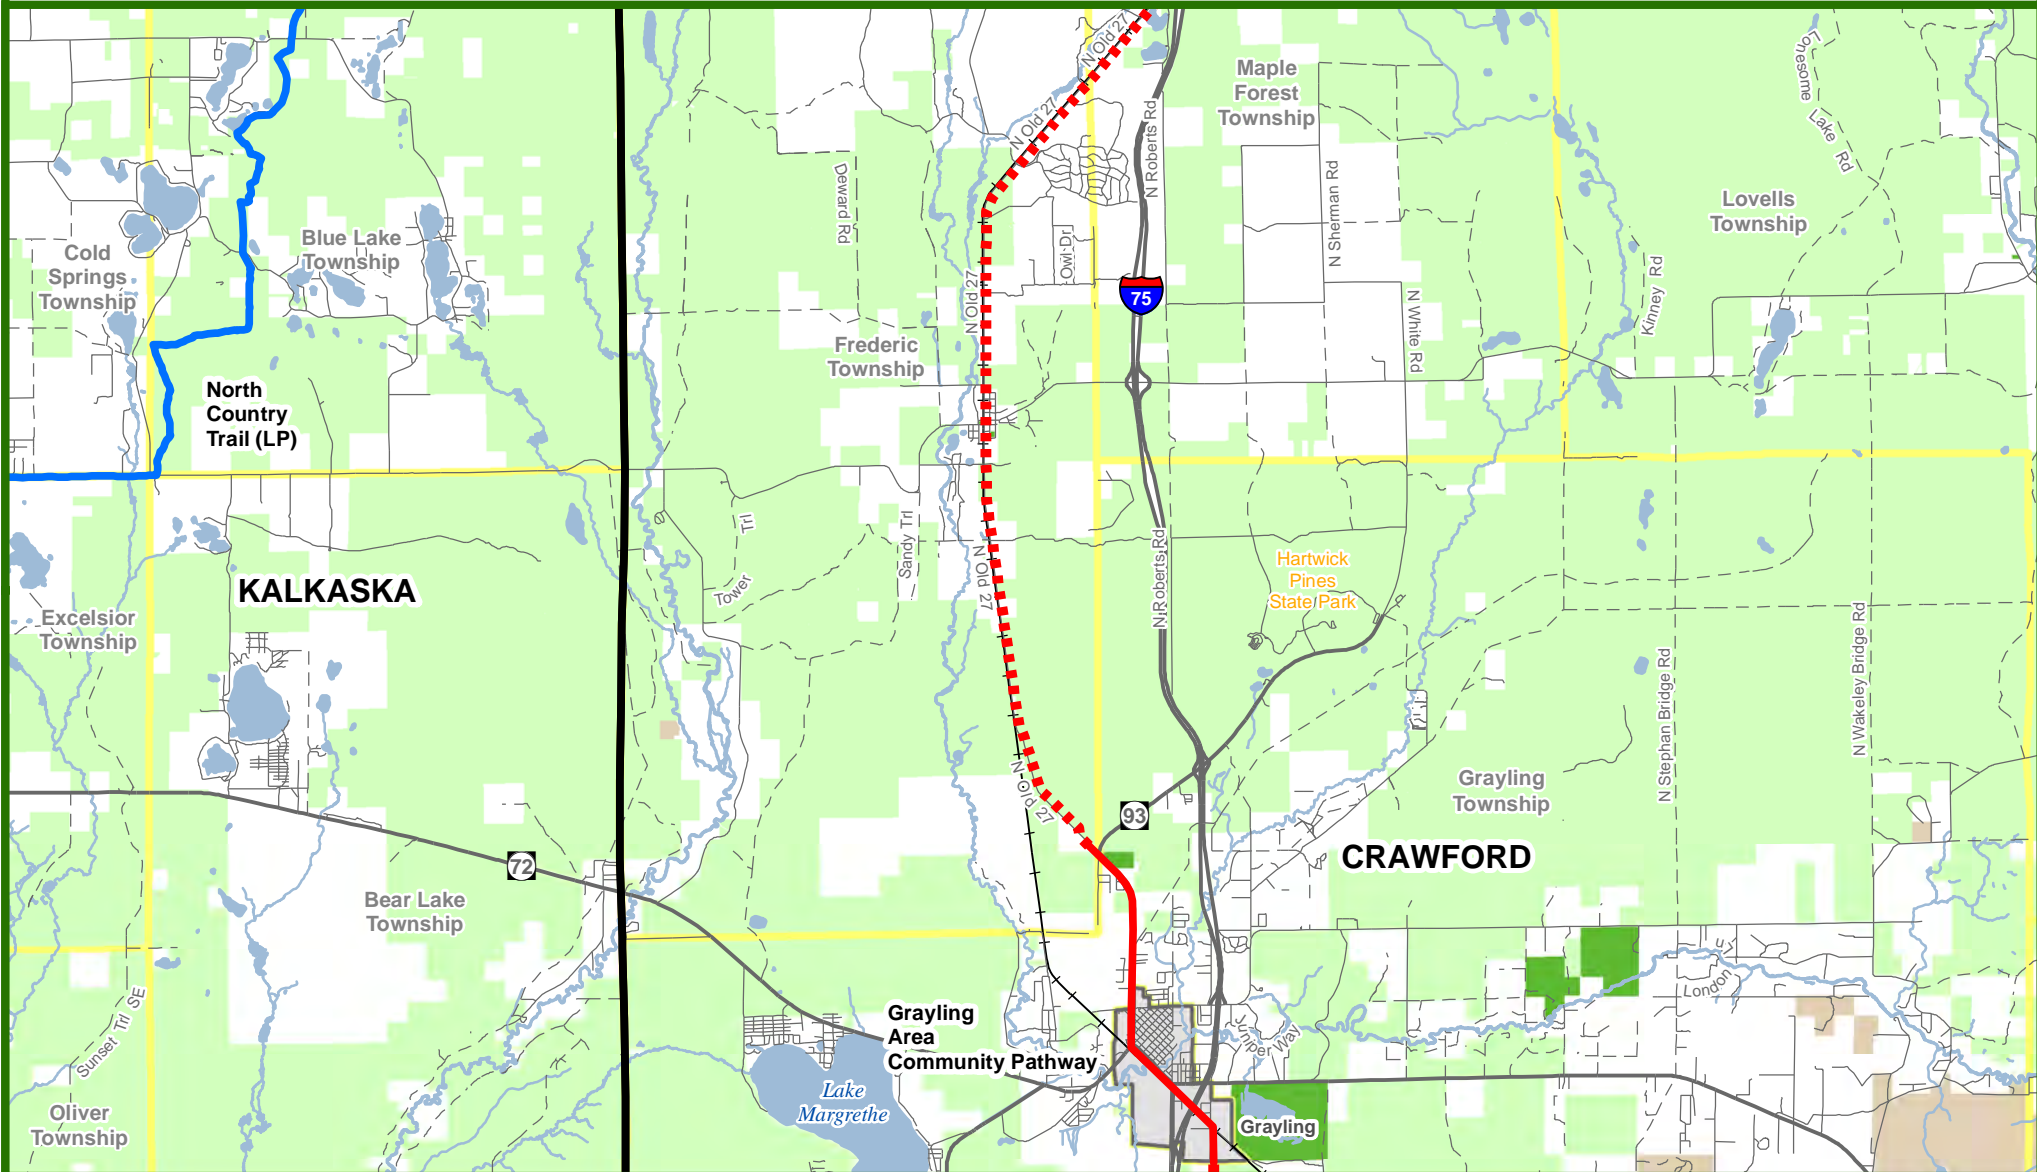 N Old 27
Maple
Forest
Township
Lonesome Lake Rd
N Old 27
N Roberts Rd
Deward Rd
N Sherman Rd
Lovells
Township
Cold
Springs
Township
Blue Lake
Township
Owl Dr
N Old 27
75
Kinney Rd
N White Rd
Frederic
Township
North
Country
Trail (LP)
Trl
Sandy Trl
N Old 27
N Roberts Rd
Hartwick
Pines
State Park
KALKASKA
Tower
Excelsior
Township
N Stephan Bridge Rd
N Wakeley Bridge Rd
N Old 27
Grayling
Township
93
72
CRAWFORD
Bear Lake
Township
London
Sunset Trl SE
Grayling
Area
Community Pathway
Juniper Way
Lake
Margrethe
Oliver
Township
Grayling